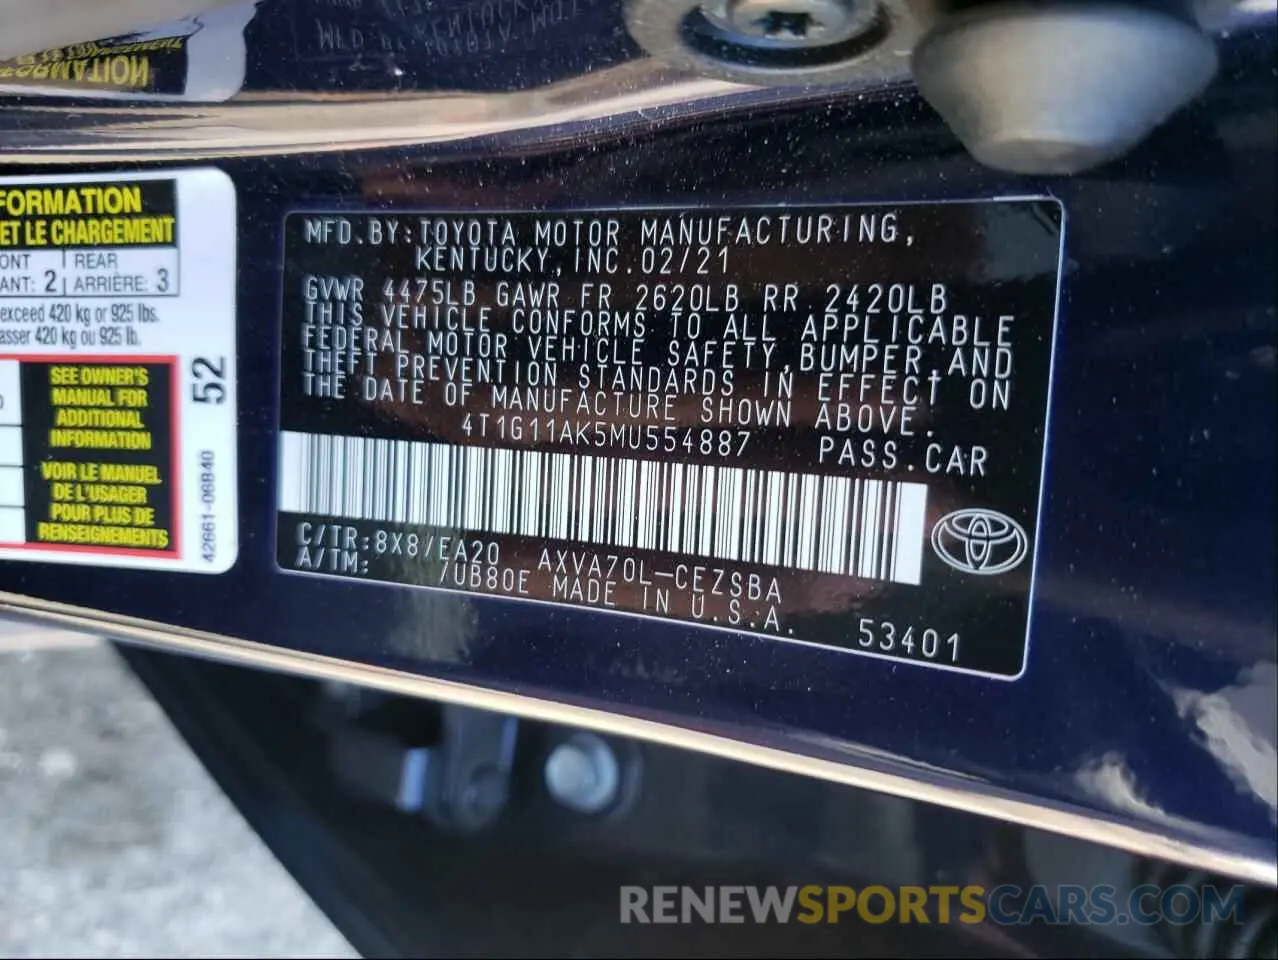 FORMATION
ET LE CHARGEMENT
ONT REAR
ANT: 2 ARRIÈRE: 3
exceed 420 kg or 925 lbs.
asser 420 kg ou 925 lb.
SEE OWNER'S
MANUAL FOR
ADDITIONAL
INFORMATION
VOIR LE MANUEL
DE L'USAGER
POUR PLUS DE
RENSEIGNEMENTS
52
42661-06B40
MFD.BY:TOYOTA MOTOR MANUFACTURING,
KENTUCKY,INC.02/21
GVWR 4475LB GAWR FR 2620LB RR 2420LB
THIS VEHICLE CONFORMS TO ALL APPLICABLE
FEDERAL MOTOR VEHICLE SAFETY,BUMPER,AND
THEFT PREVENTION STANDARDS IN EFFECT ON
THE DATE OF MANUFACTURE SHOWN ABOVE.
4T1G11AK5MU554887 PASS.CAR
C/TR:8X8/EA20 AXVA70L-CEZSBA
A/TM: /UB80E MADE IN U.S.A.
53401
RENEWSPORTSCARS.COM